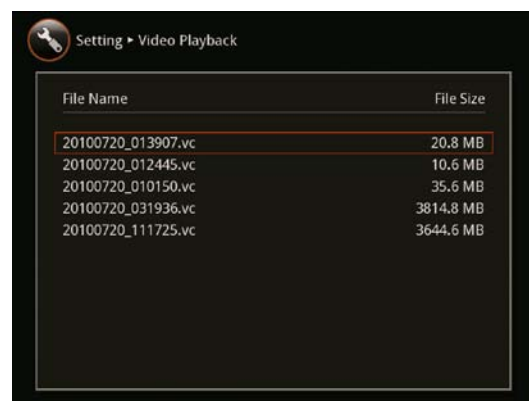 Setting ▸ Video Playback
File Name File Size
20100720_013907.vc 20.8 MB
20100720_012445.vc 10.6 MB
20100720_010150.vc 35.6 MB
20100720_031936.vc 3814.8 MB
20100720_111725.vc 3644.6 MB